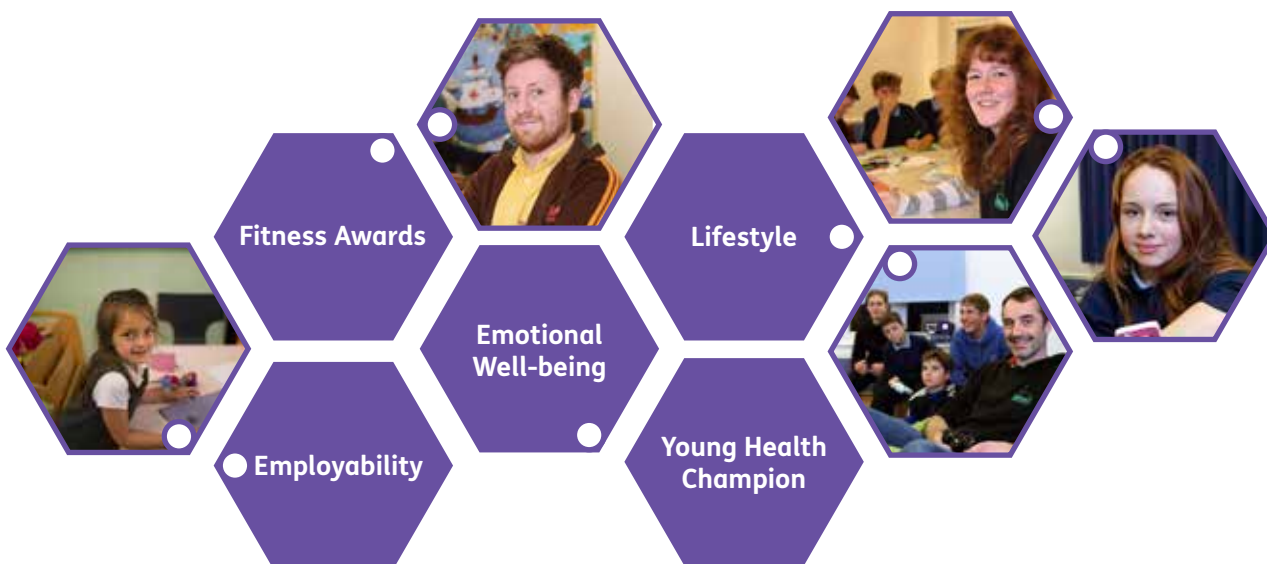 Fitness Awards
Lifestyle
Emotional
Well-being
Employability
Young Health
Champion